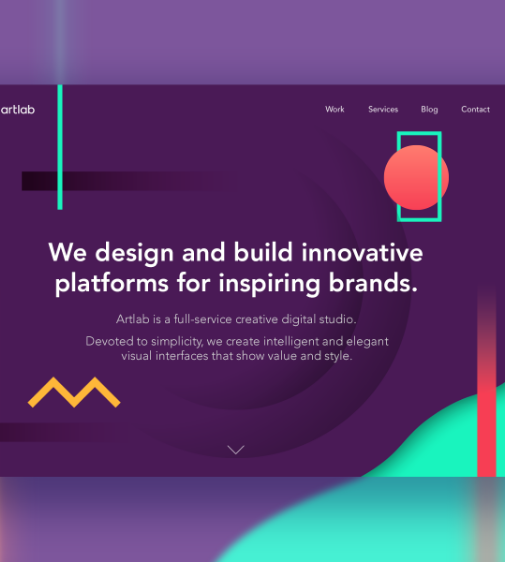 artlab
Work Services Blog Contact
We design and build innovative
platforms for inspiring brands.
Artlab is a full-service creative digital studio.
Devoted to simplicity, we create intelligent and elegant
visual interfaces that show value and style.